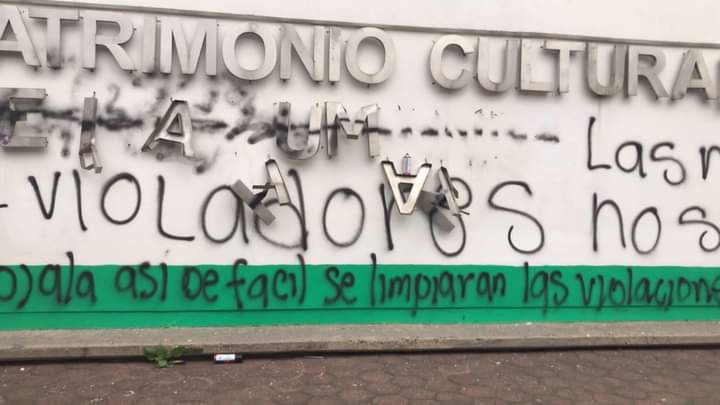 ATRIMONIO CULTURA
Las
violadores nos
ojala asi de facil se limpiaran las violacione